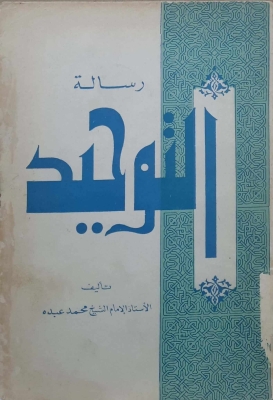 رسالة
التوحيد
تأليف
الأستاذ الإمام الشيخ محمد عبده